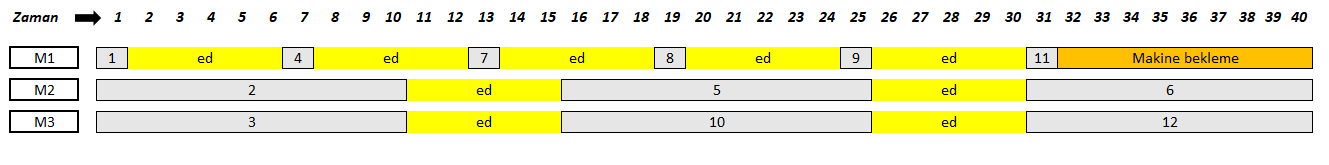 Zaman 1 2 3 4 5 6 7 8 9 10 11 12 13 14 15 16 17 18 19 20 21 22 23 24 25 26 27 28 29 30 31 32 33 34 35 36 37 38 39 40
M1 1 ed 4 ed 7 ed 8 ed 9 ed 11 Makine bekleme
M2 2 ed 5 ed 6
M3 3 ed 10 ed 12